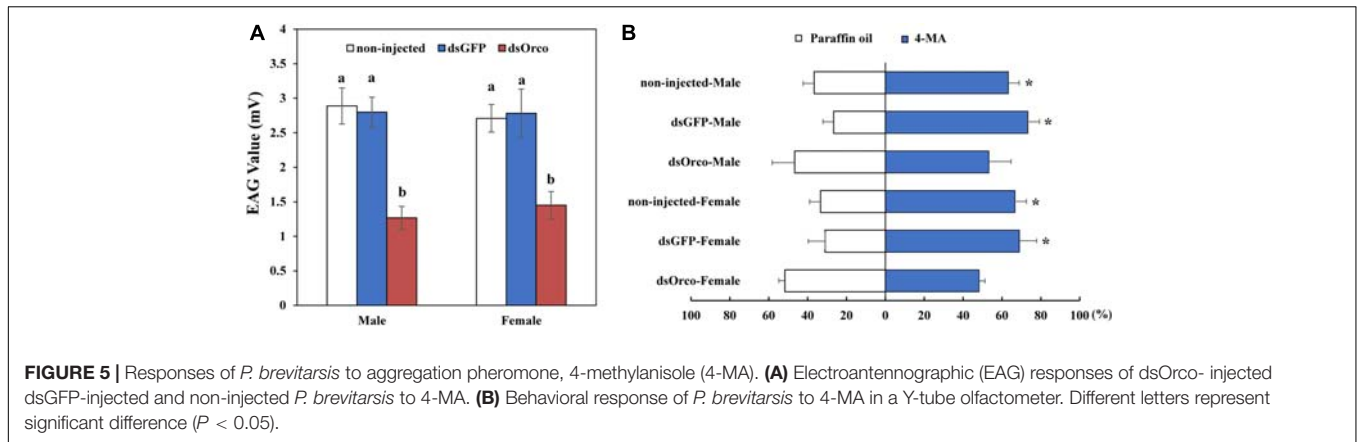 A
B
4
3.5
3
2.5
2
1.5
1
0.5
0
EAG Value (mV)
non-injected dsGFP dsOrco
a a b a a b
Male Female
Paraffin oil 4-MA
non-injected-Male *
dsGFP-Male *
dsOrco-Male
non-injected-Female *
dsGFP-Female *
dsOrco-Female
100 80 60 40 20 0 20 40 60 80 100 (%)
FIGURE 5 | Responses of P. brevitarsis to aggregation pheromone, 4-methylanisole (4-MA). (A) Electroantennographic (EAG) responses of dsOrco- injected
dsGFP-injected and non-injected P. brevitarsis to 4-MA. (B) Behavioral response of P. brevitarsis to 4-MA in a Y-tube olfactometer. Different letters represent
significant difference (P < 0.05).